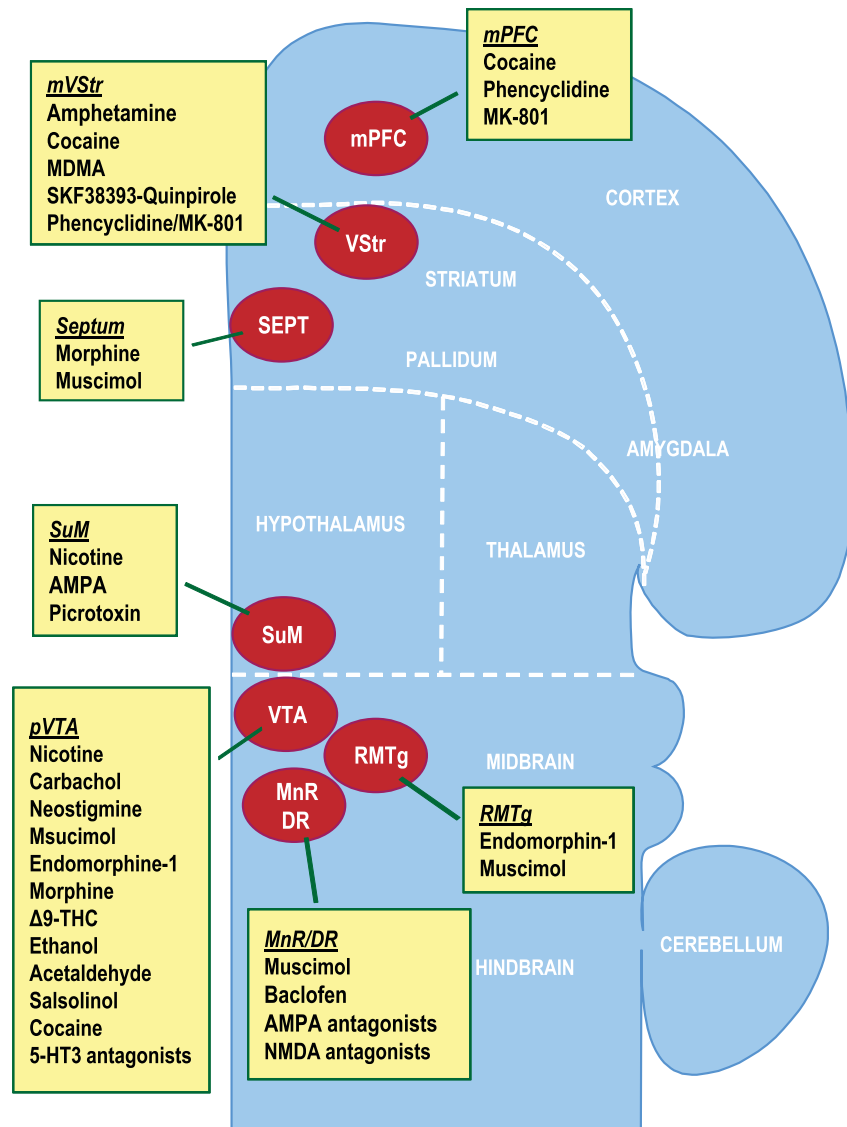 mPFC
Cocaine
Phencyclidine
MK-801
mVStr
Amphetamine
Cocaine
MDMA
SKF38393-Quinpirole
Phencyclidine/MK-801
mPFC
CORTEX
VStr
STRIATUM
Septum
Morphine
Muscimol
SEPT
PALLIDUM
AMYGDALA
HYPOTHALAMUS
THALAMUS
SuM
Nicotine
AMPA
Picrotoxin
SuM
VTA
RMTg
MIDBRAIN
MnR
DR
pVTA
Nicotine
Carbachol
Neostigmine
Msucimol
Endomorphine-1
Morphine
Δ9-THC
Ethanol
Acetaldehyde
Salsolinol
Cocaine
5-HT3 antagonists
RMTg
Endomorphin-1
Muscimol
MnR/DR
Muscimol
Baclofen
AMPA antagonists
NMDA antagonists
HINDBRAIN
CEREBELLUM